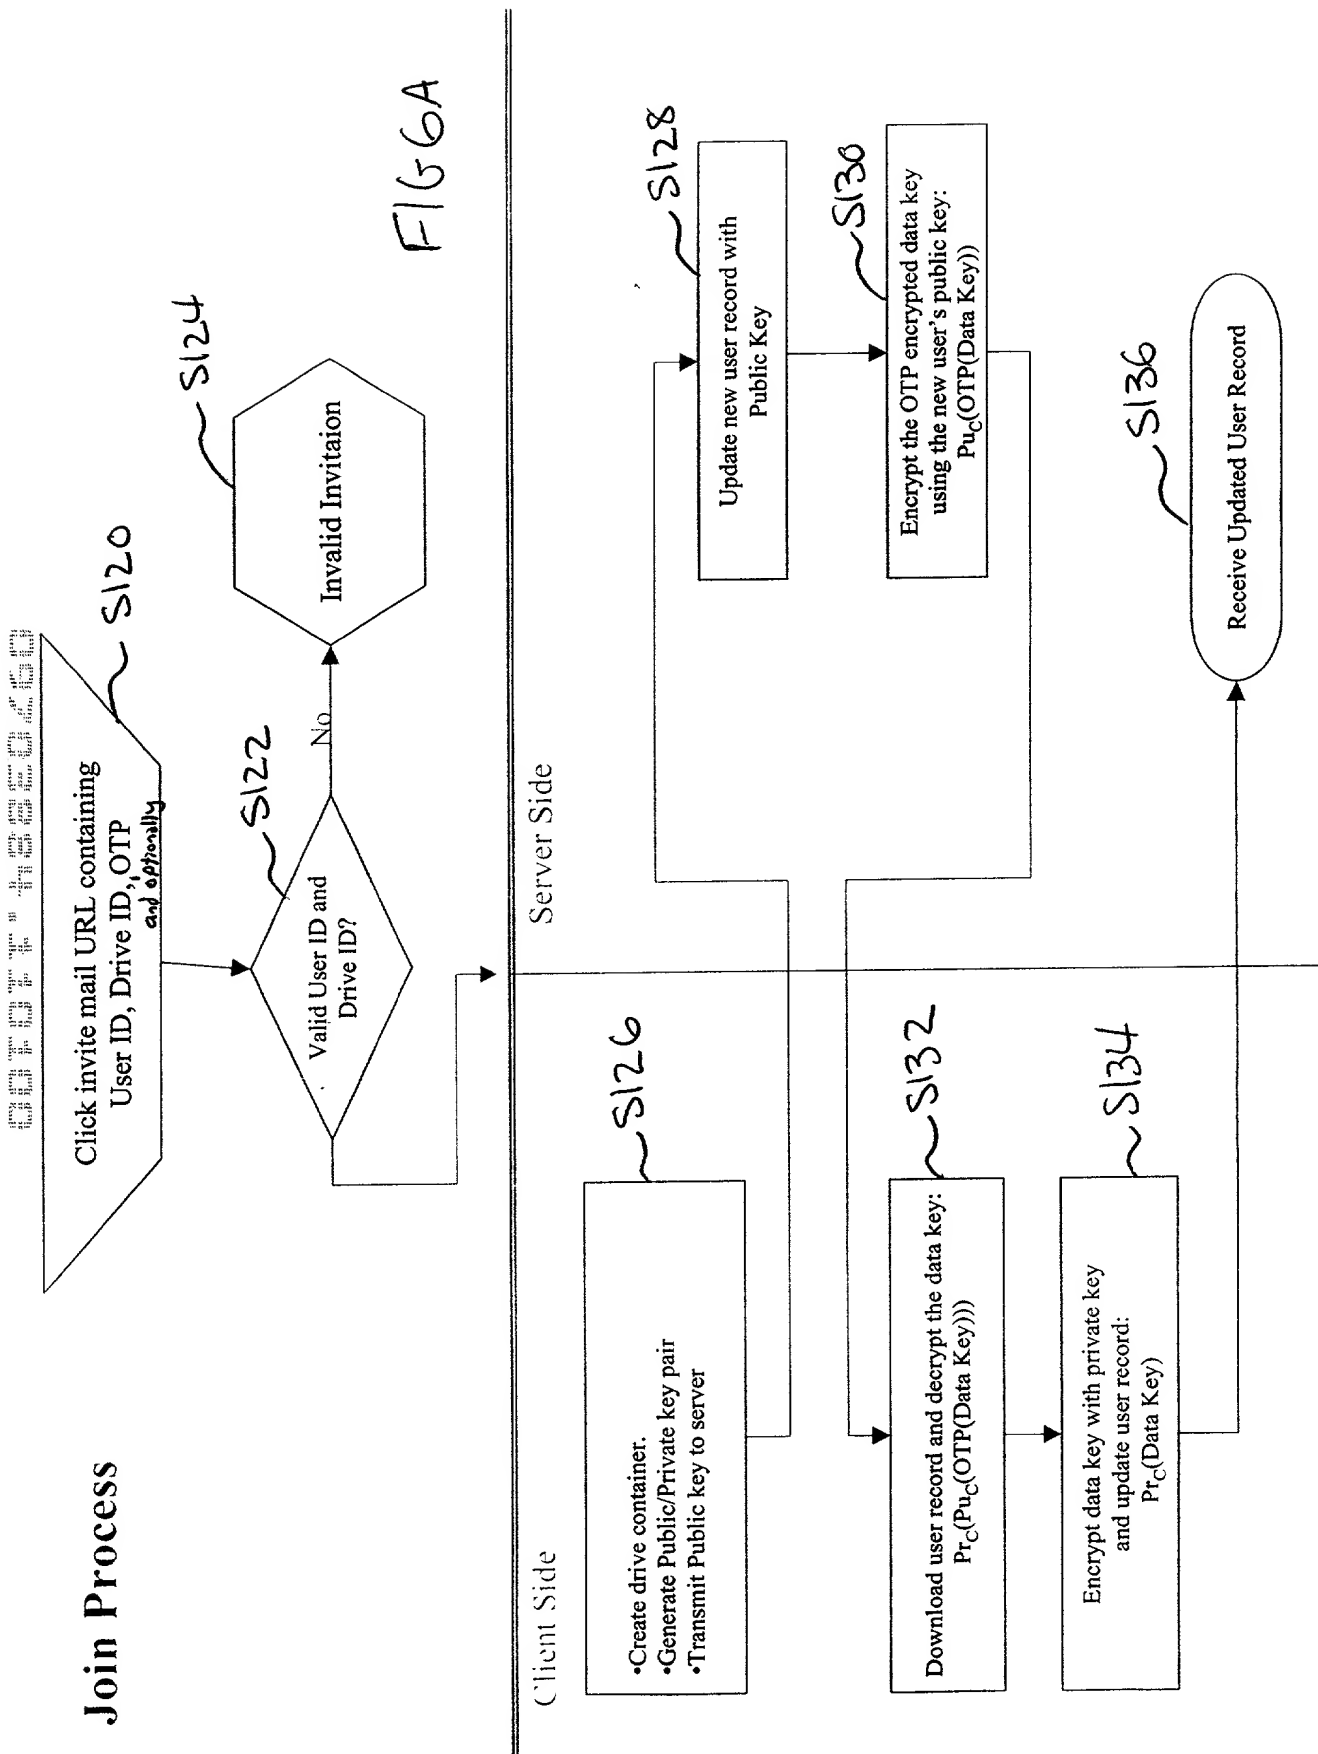 Join Process
Click invite mail URL containing
User ID, Drive ID, OTP
and optionally
S120
Valid User ID and
Drive ID?
S122
No
Invalid Invitaion
S124
FIG 6A
Client Side
Server Side
•Create drive container.
•Generate Public/Private key pair
•Transmit Public key to server
S126
Update new user record with
Public Key
S128
Encrypt the OTP encrypted data key
using the new user's public key:
PuC(OTP(Data Key))
S130
Download user record and decrypt the data key:
PrC(PuC(OTP(Data Key)))
S132
Encrypt data key with private key
and update user record:
PrC(Data Key)
S134
Receive Updated User Record
S136